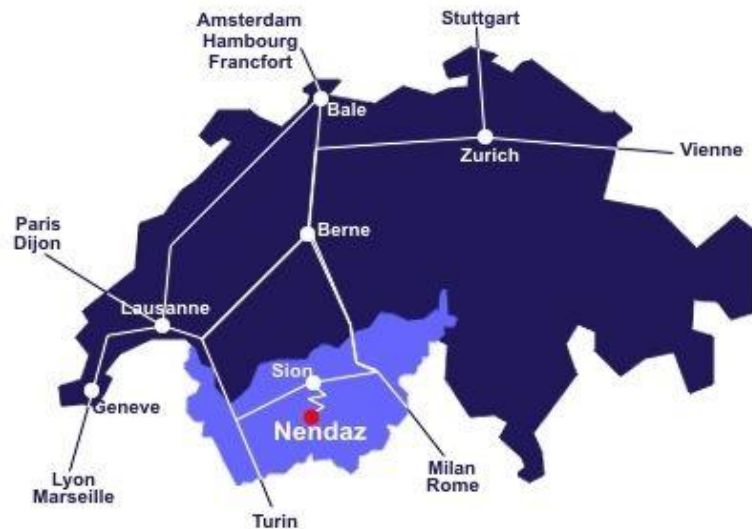 Stuttgart
Amsterdam
Hambourg
Francfort
Bale
Zurich
Vienne
Paris
Dijon
Berne
Lausanne
Sion
Geneve
Nendaz
Lyon
Marseille
Milan
Rome
Turin